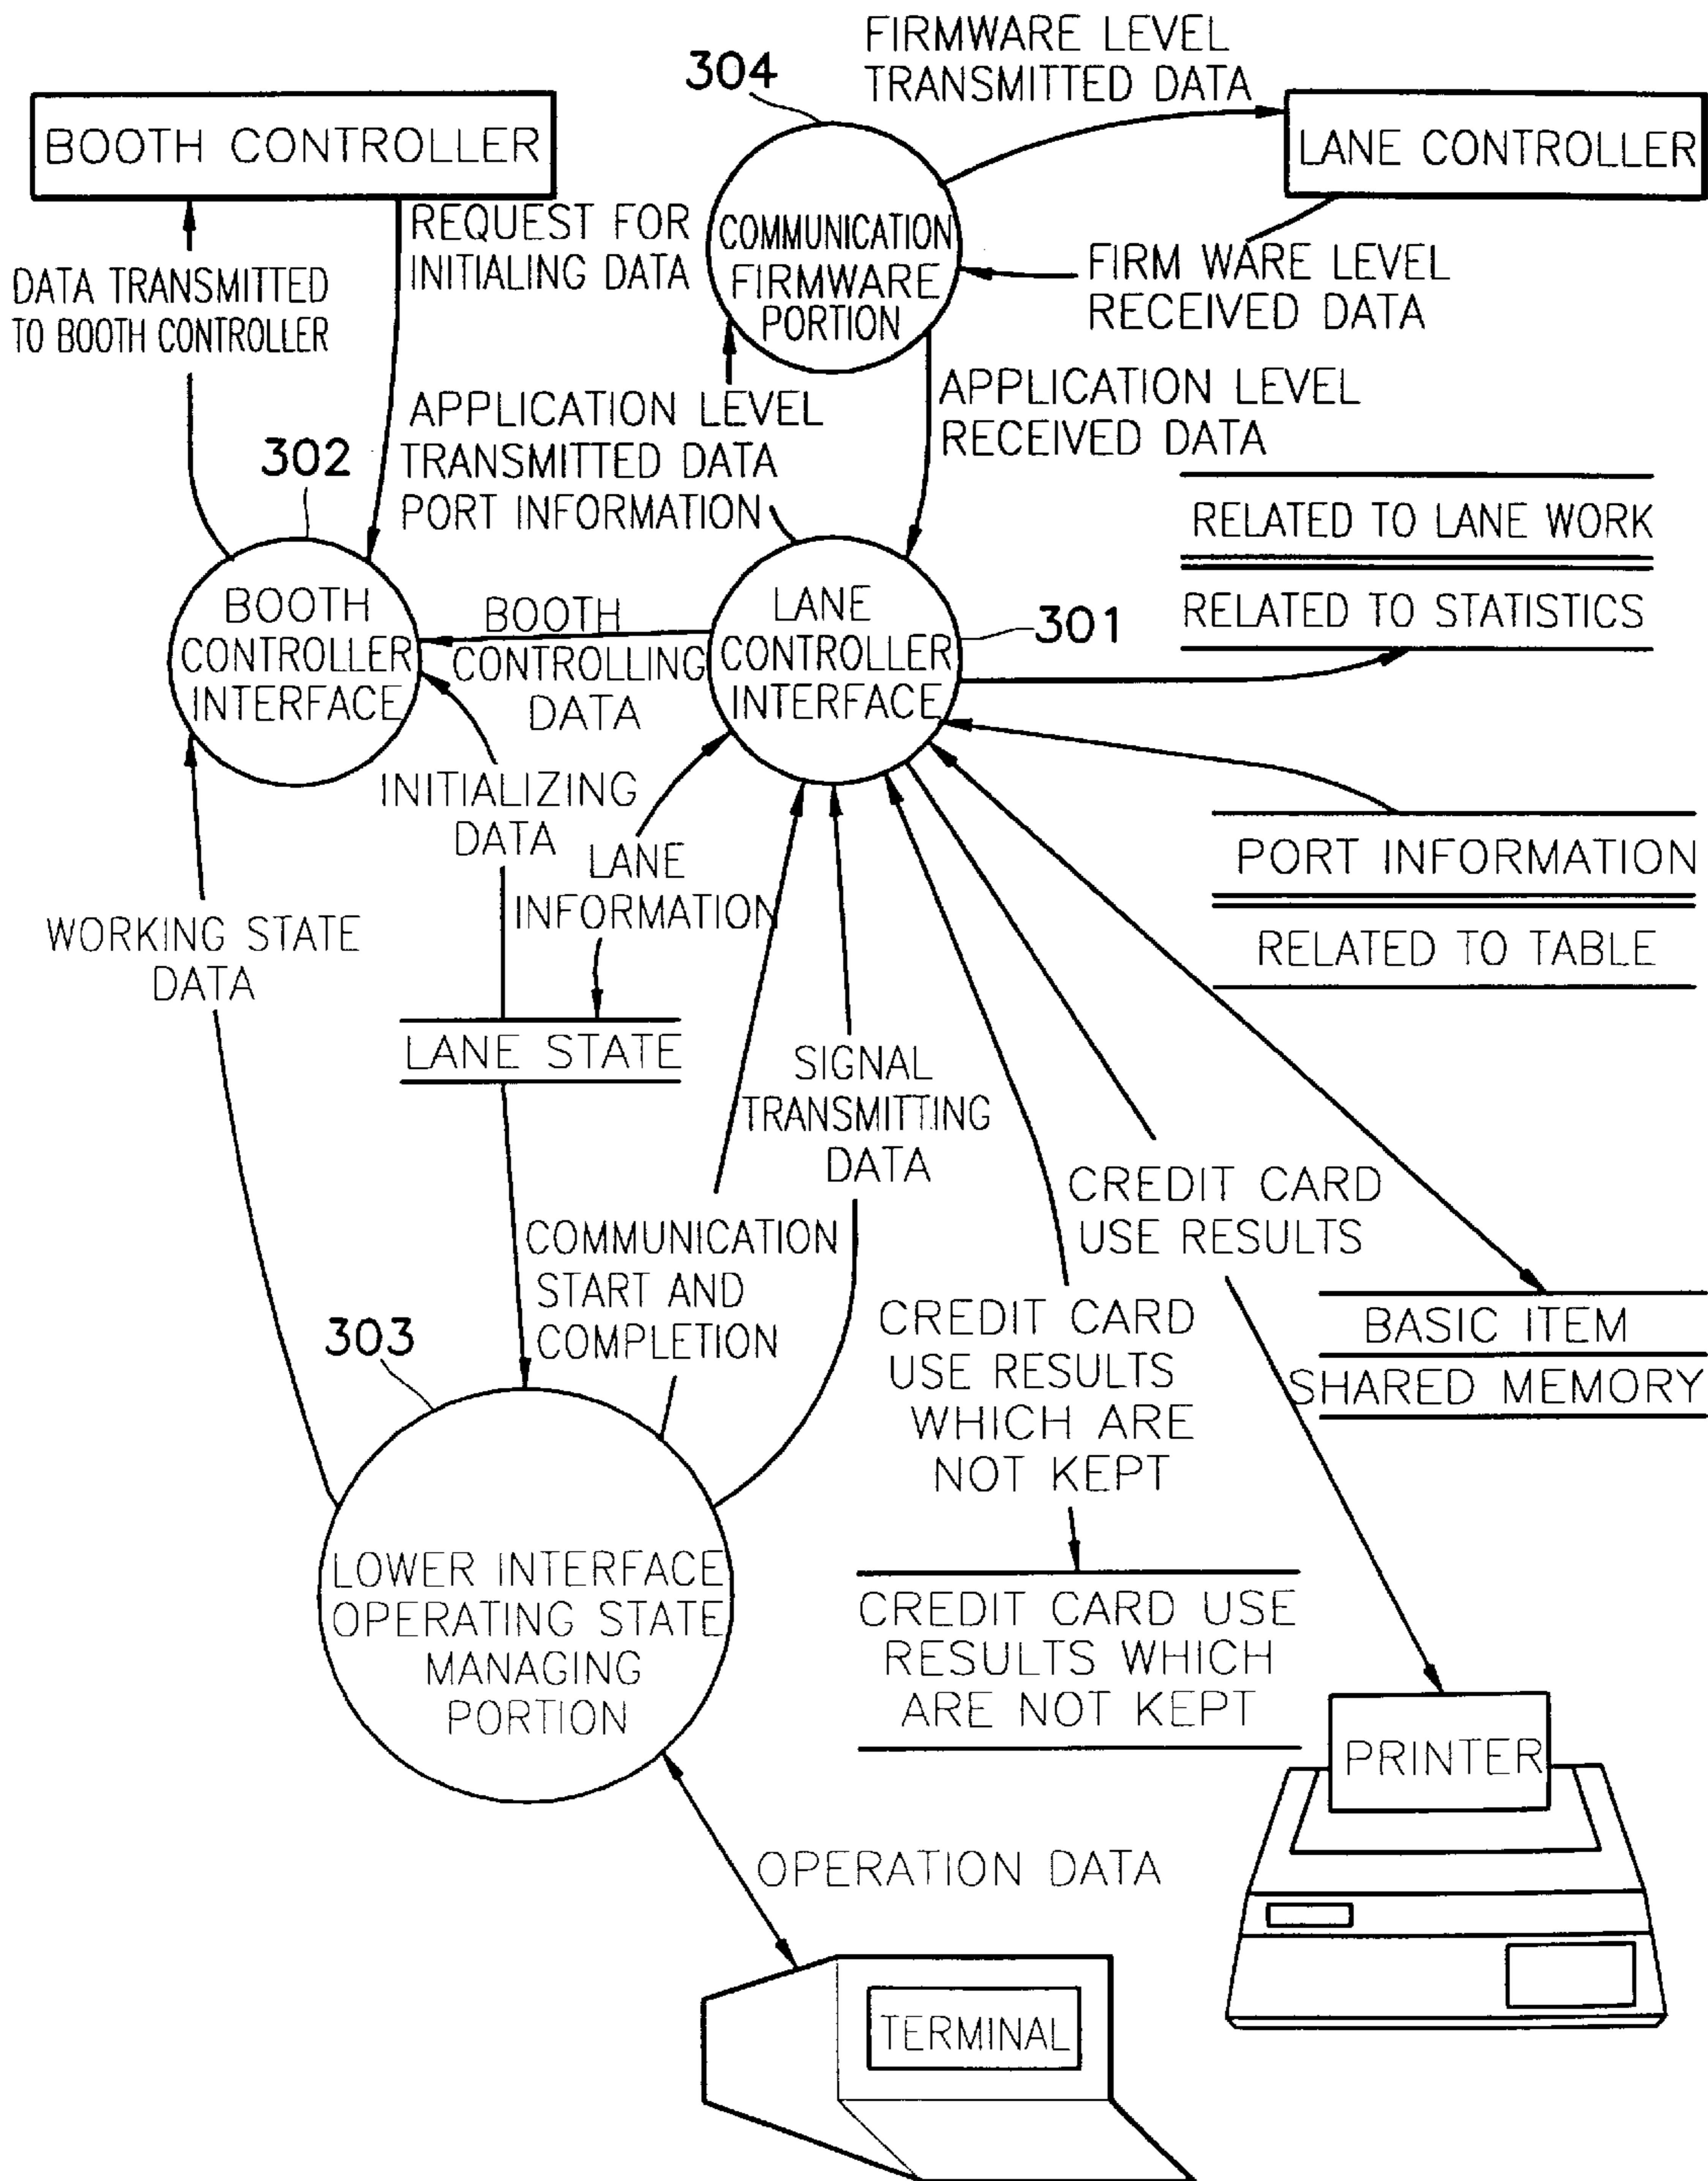 FIRMWARE LEVEL
TRANSMITTED DATA
304
BOOTH CONTROLLER
LANE CONTROLLER
REQUEST FOR
INITIALING DATA
COMMUNICATION
FIRMWARE
PORTION
FIRM WARE LEVEL
RECEIVED DATA
DATA TRANSMITTED
TO BOOTH CONTROLLER
APPLICATION LEVEL
TRANSMITTED DATA
PORT INFORMATION
APPLICATION LEVEL
RECEIVED DATA
302
RELATED TO LANE WORK
RELATED TO STATISTICS
BOOTH
CONTROLLER
INTERFACE
BOOTH
CONTROLLING
DATA
LANE
CONTROLLER
INTERFACE
301
INITIALIZING
DATA
LANE
INFORMATION
PORT INFORMATION
RELATED TO TABLE
WORKING STATE
DATA
LANE STATE
SIGNAL
TRANSMITTING
DATA
CREDIT CARD
USE RESULTS
COMMUNICATION
START AND
COMPLETION
303
CREDIT CARD
USE RESULTS
WHICH ARE
NOT KEPT
BASIC ITEM
SHARED MEMORY
LOWER INTERFACE
OPERATING STATE
MANAGING
PORTION
CREDIT CARD USE
RESULTS WHICH
ARE NOT KEPT
PRINTER
OPERATION DATA
TERMINAL